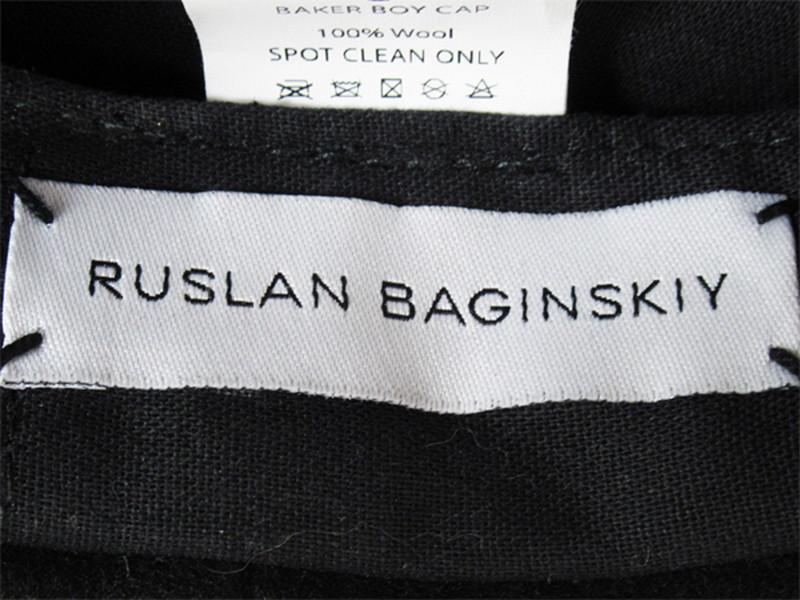 BAKER BOY CAP
100% Wool
SPOT CLEAN ONLY
RUSLAN BAGINSKIY